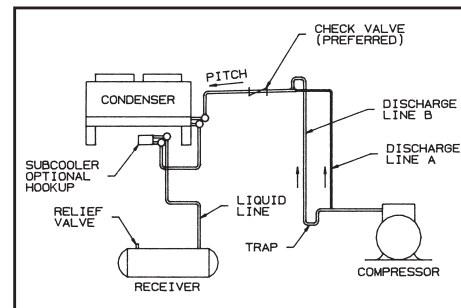 CHECK VALVE
(PREFERRED)
PITCH
CONDENSER
DISCHARGE
LINE B
DISCHARGE
LINE A
SUBCOOLER
OPTIONAL
HOOKUP
RELIEF
VALVE
LIQUID
LINE
TRAP
RECEIVER
COMPRESSOR